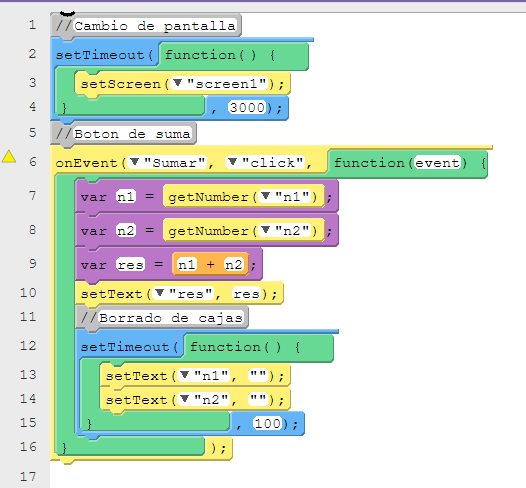 1 //Cambio de pantalla
2 setTimeout( function() {
3 setScreen(▼"screen1");
4 } , 3000);
5 //Boton de suma
6 onEvent(▼"Sumar", ▼"click", function(event) {
7 var n1 = getNumber(▼"n1");
8 var n2 = getNumber(▼"n2");
9 var res = n1 + n2;
10 setText(▼"res", res);
11 //Borrado de cajas
12 setTimeout( function() {
13 setText(▼"n1", "");
14 setText(▼"n2", "");
15 } , 100);
16 } );
17